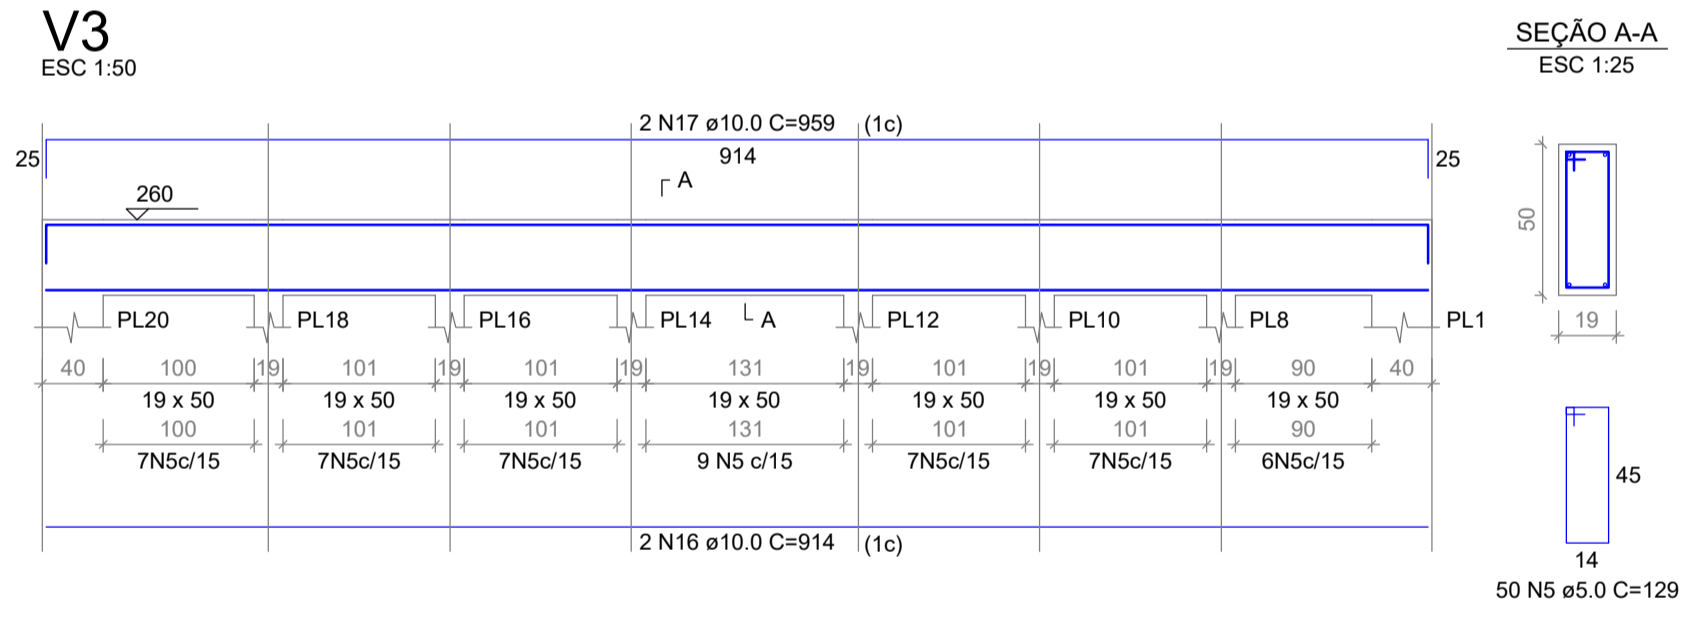 V3
ESC 1:50
SEÇÃO A-A
ESC 1:25
2 N17 ø10.0 C=959 (1c)
25 914 25
A
260
50
PL20 PL18 PL16 PL14 A PL12 PL10 PL8 PL1
19
40 100 19 101 19 101 19 131 19 101 19 101 19 90 40
19 x 50 19 x 50 19 x 50 19 x 50 19 x 50 19 x 50 19 x 50
100 101 101 131 101 101 90
7N5c/15 7N5c/15 7N5c/15 9 N5 c/15 7N5c/15 7N5c/15 6N5c/15
45
2 N16 ø10.0 C=914 (1c)
14
50 N5 ø5.0 C=129